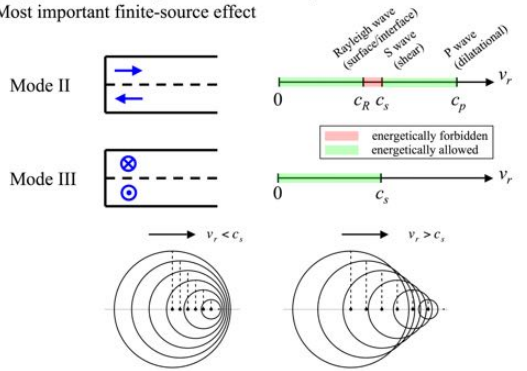 Most important finite-source effect
Rayleigh wave
(surface/interface)
S wave
(shear)
P wave
(dilatational)
Mode II
0 c_R c_s c_p v_r
energetically forbidden
energetically allowed
Mode III
0 c_s v_r
v_r < c_s
v_r > c_s